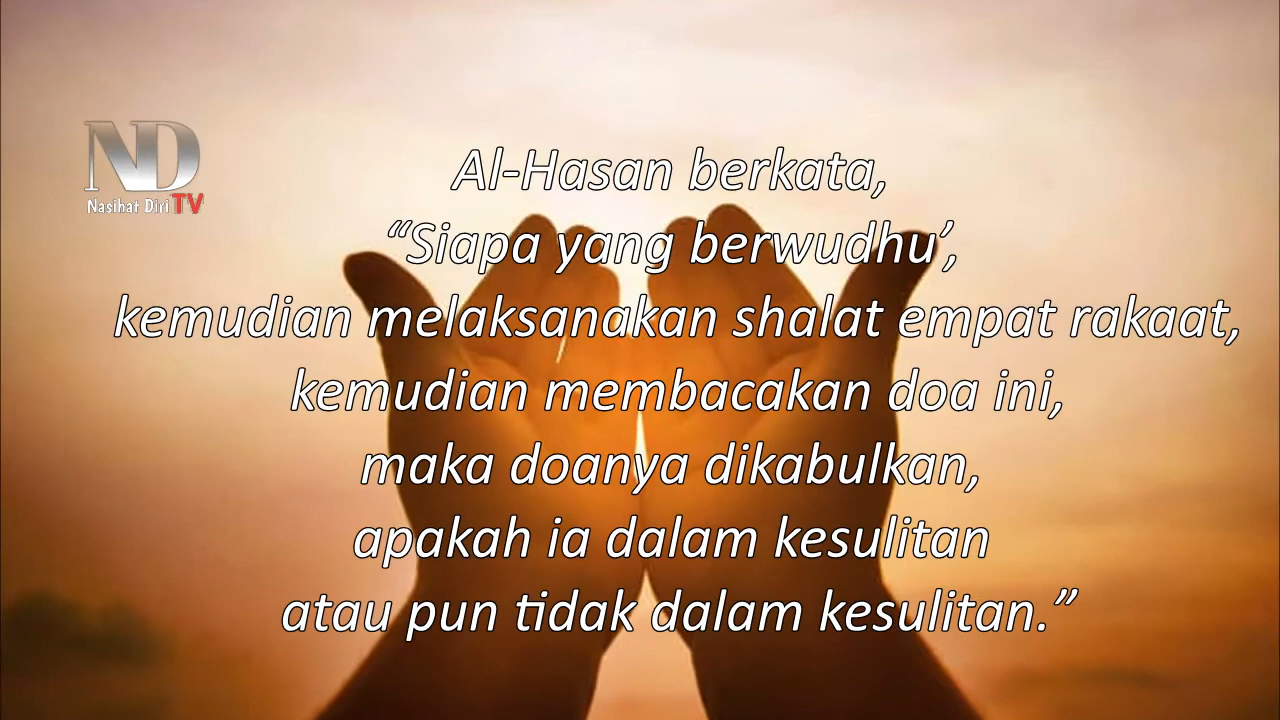 ND
Nasihat Diri TV
Al-Hasan berkata,
“Siapa yang berwudhu’,
kemudian melaksanakan shalat empat rakaat,
kemudian membacakan doa ini,
maka doanya dikabulkan,
apakah ia dalam kesulitan
atau pun tidak dalam kesulitan.”